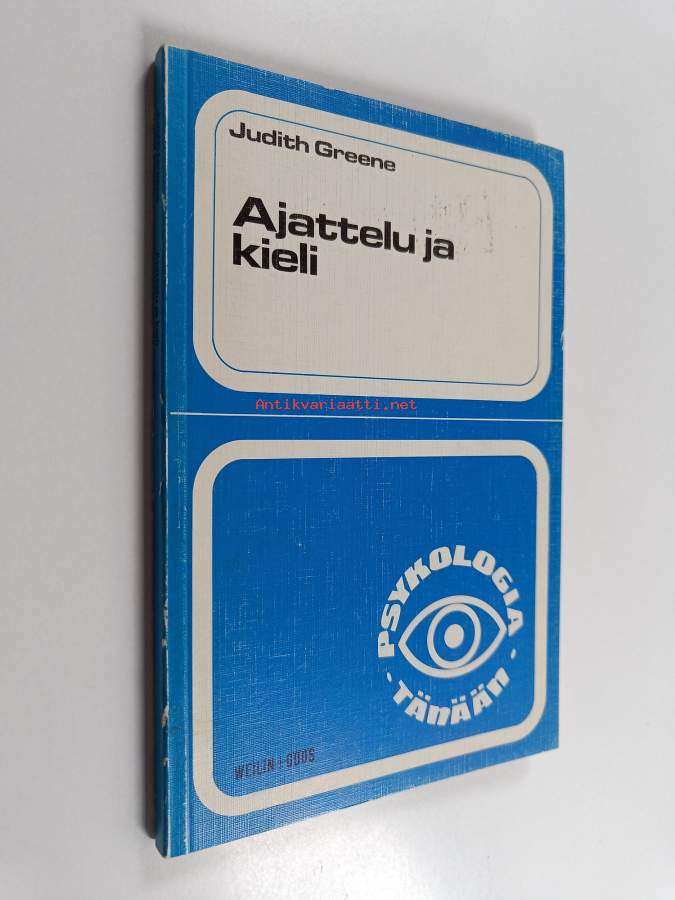 Judith Greene
Ajattelu ja
kieli
Antikvariaatti.net
PSYKOLOGIA
· TÄNÄÄN ·
WEILIN+GÖÖS